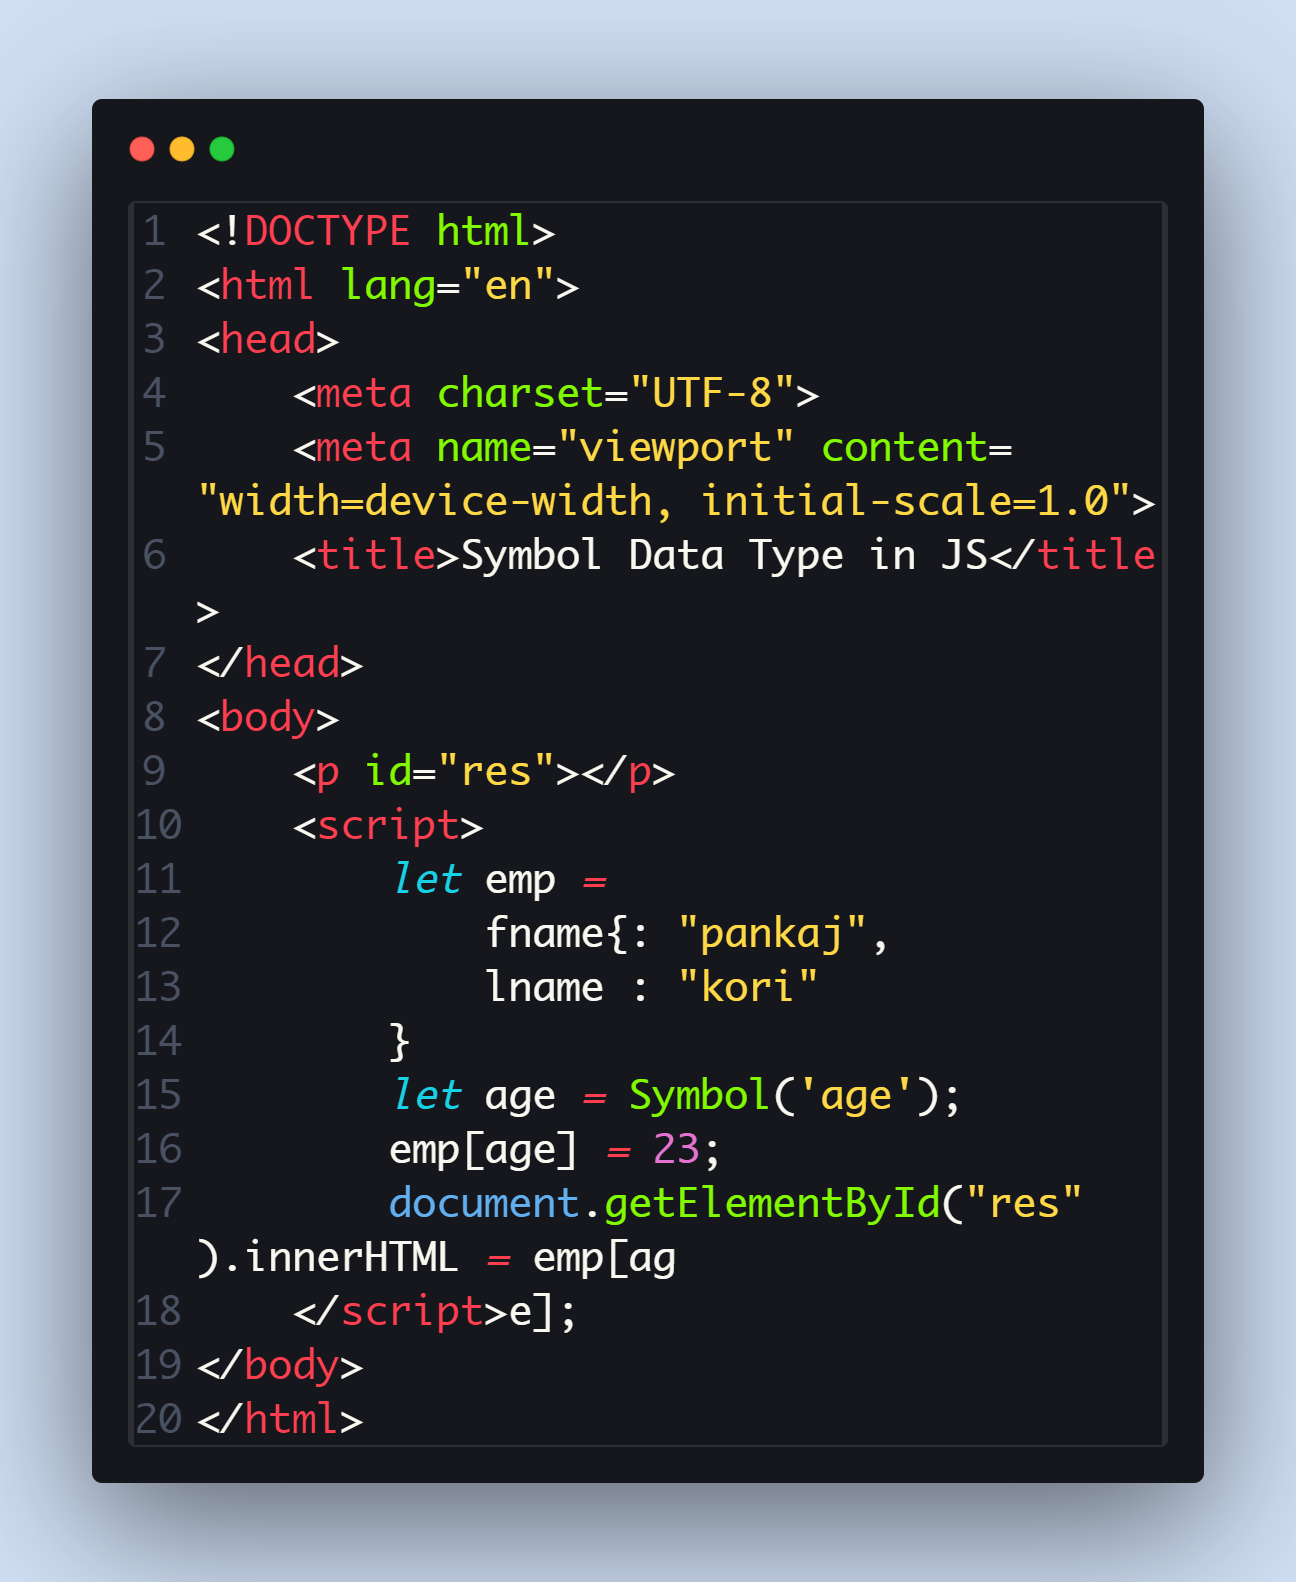 1 <!DOCTYPE html>
2 <html lang="en">
3 <head>
4     <meta charset="UTF-8">
5     <meta name="viewport" content=
"width=device-width, initial-scale=1.0">
6     <title>Symbol Data Type in JS</title
>
7 </head>
8 <body>
9     <p id="res"></p>
10     <script>
11         let emp =
12             fname{: "pankaj",
13             lname : "kori"
14         }
15         let age = Symbol('age');
16         emp[age] = 23;
17         document.getElementById("res"
).innerHTML = emp[ag
18     </script>e];
19 </body>
20 </html>